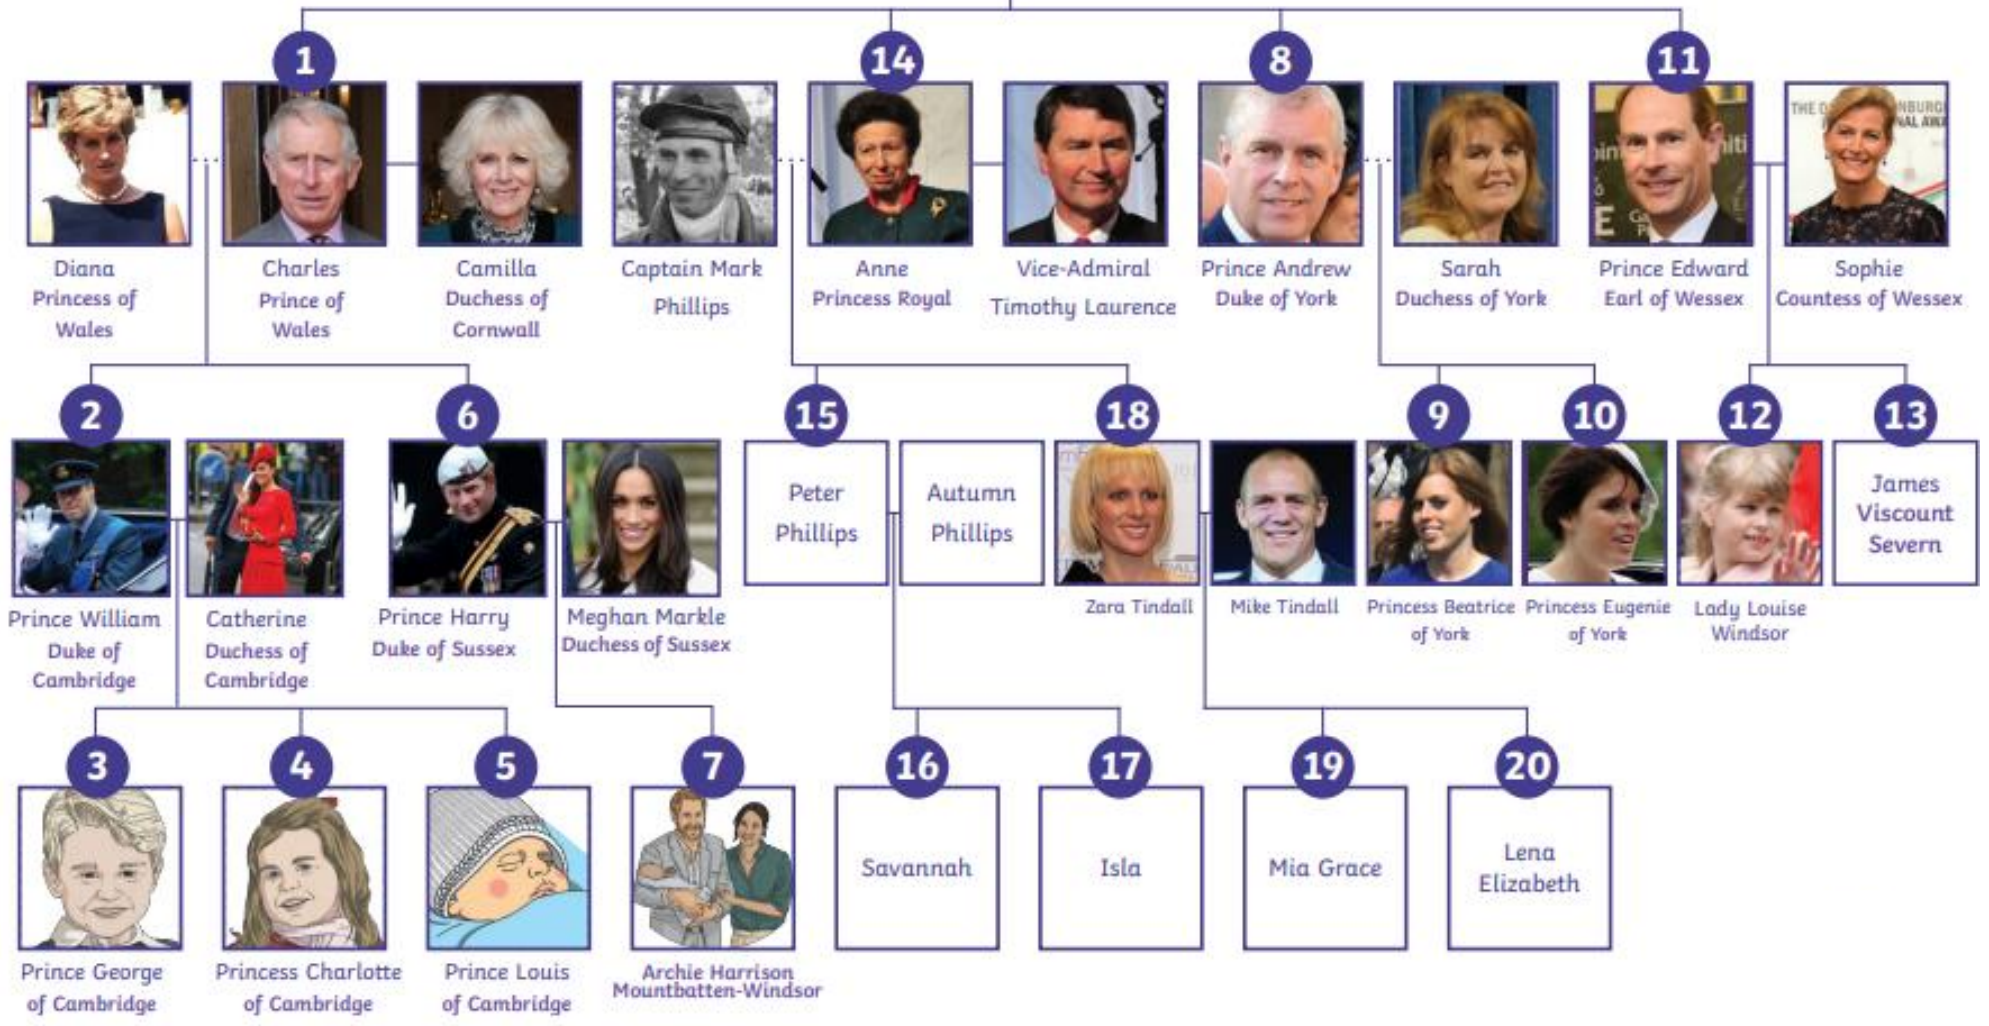 1
14
8
11
THE D
INBURG
NAL AWA
Diana
Princess of
Wales
Charles
Prince of
Wales
Camilla
Duchess of
Cornwall
Captain Mark
Phillips
Anne
Princess Royal
Vice-Admiral
Timothy Laurence
Prince Andrew
Duke of York
Sarah
Duchess of York
Prince Edward
Earl of Wessex
Sophie
Countess of Wessex
2
6
15
18
9
10
12
13
Peter
Phillips
Autumn
Phillips
James
Viscount
Severn
Prince William
Duke of
Cambridge
Catherine
Duchess of
Cambridge
Prince Harry
Duke of Sussex
Meghan Markle
Duchess of Sussex
Zara Tindall
Mike Tindall
Princess Beatrice
of York
Princess Eugenie
of York
Lady Louise
Windsor
3
4
5
7
16
17
19
20
Savannah
Isla
Mia Grace
Lena
Elizabeth
Prince George
of Cambridge
Princess Charlotte
of Cambridge
Prince Louis
of Cambridge
Archie Harrison
Mountbatten-Windsor